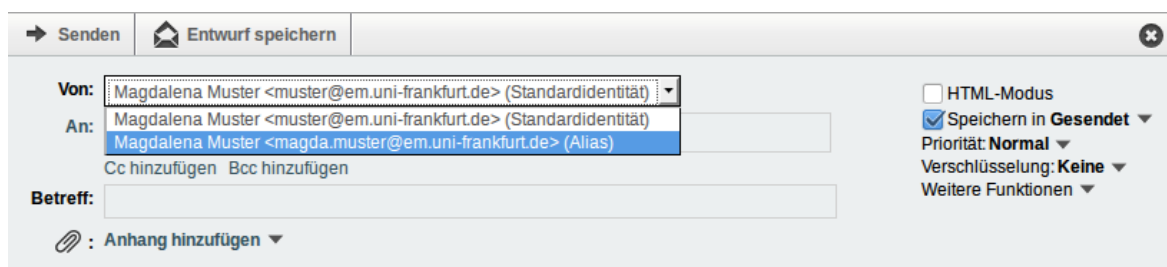 Senden Entwurf speichern
Von: Magdalena Muster <muster@em.uni-frankfurt.de> (Standardidentität)
Magdalena Muster <muster@em.uni-frankfurt.de> (Standardidentität)
An: Magdalena Muster <magda.muster@em.uni-frankfurt.de> (Alias)
Cc hinzufügen Bcc hinzufügen
Betreff:
: Anhang hinzufügen
HTML-Modus
Speichern in Gesendet
Priorität: Normal
Verschlüsselung: Keine
Weitere Funktionen